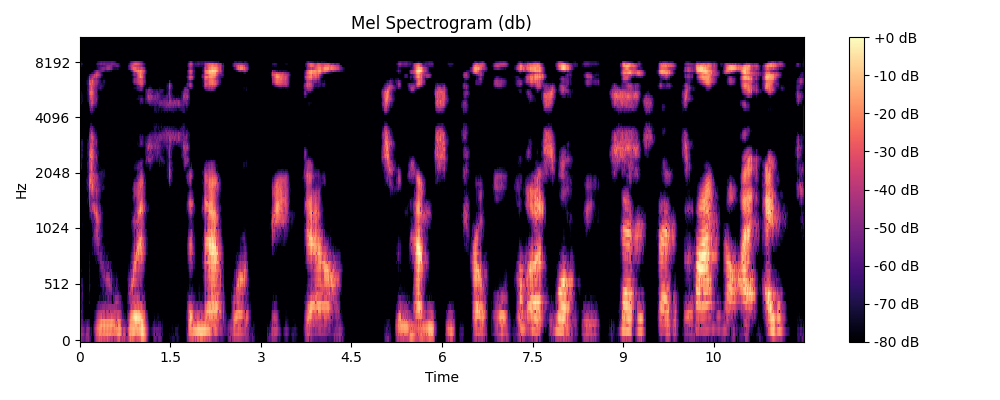 Mel Spectrogram (db)
8192
4096
2048
1024
512
0
Hz
0 1.5 3 4.5 6 7.5 9 10
Time
+0 dB
-10 dB
-20 dB
-30 dB
-40 dB
-50 dB
-60 dB
-70 dB
-80 dB